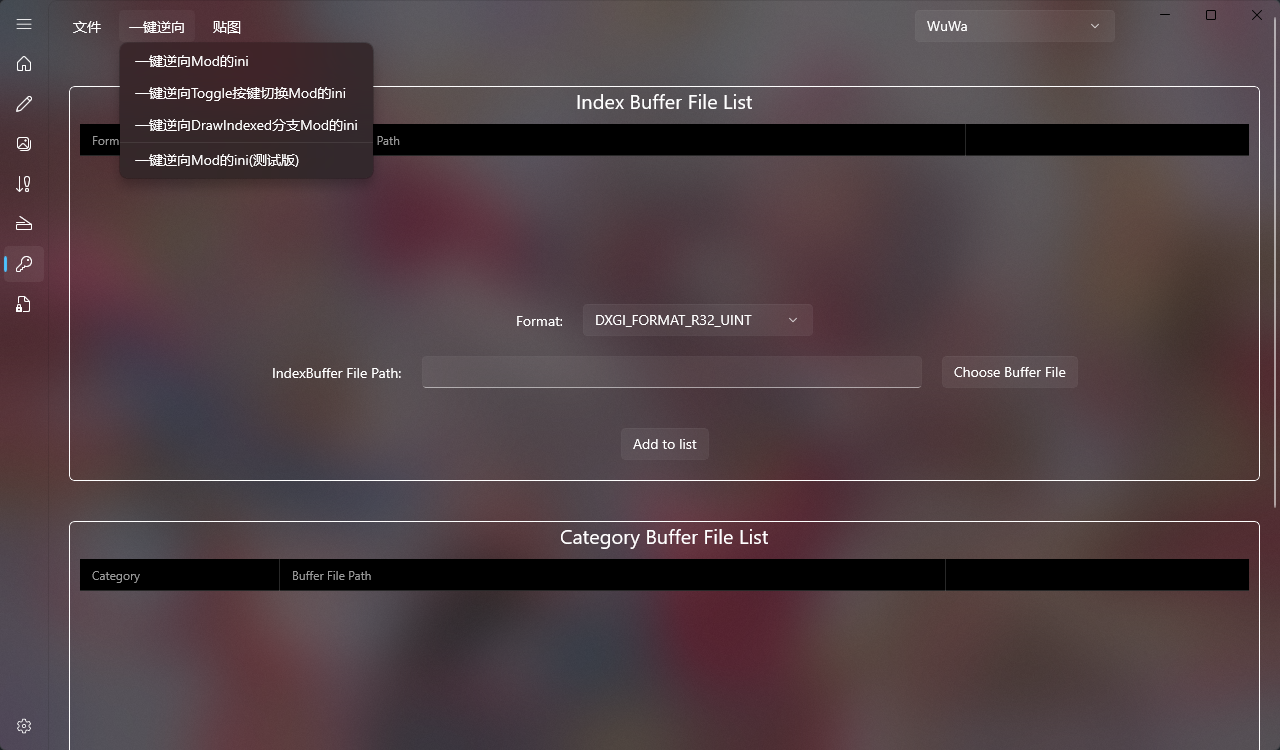 文件
一键逆向
贴图
WuWa
一键逆向Mod的ini
一键逆向Toggle按键切换Mod的ini
一键逆向DrawIndexed分支Mod的ini
一键逆向Mod的ini(测试版)
Index Buffer File List
Form
Path
Format:
DXGI_FORMAT_R32_UINT
IndexBuffer File Path:
Choose Buffer File
Add to list
Category Buffer File List
Category
Buffer File Path